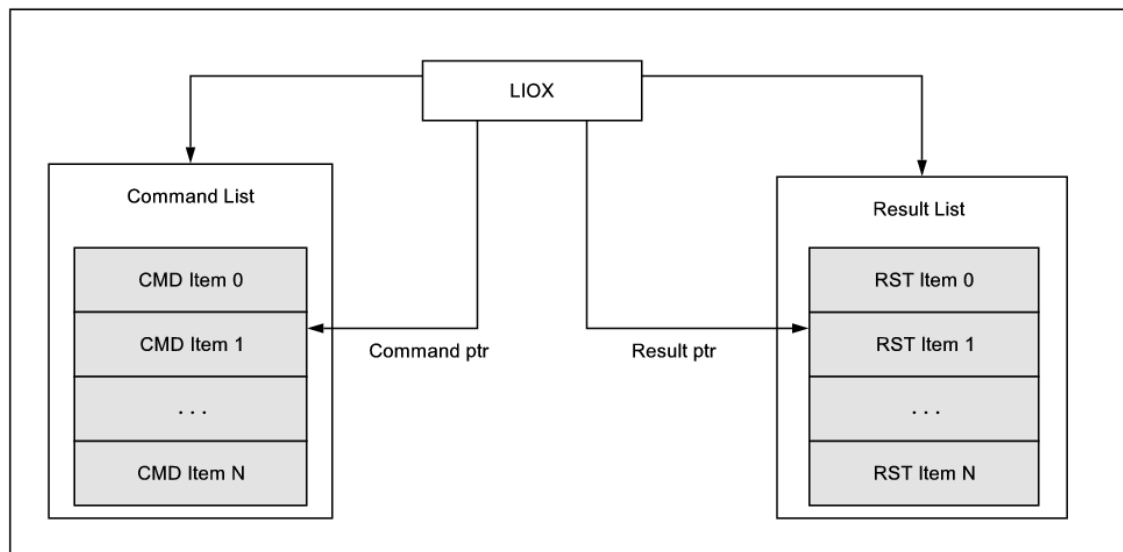 LIOX
Command List
Result List
CMD Item 0
RST Item 0
CMD Item 1
Command ptr
Result ptr
RST Item 1
. . .
. . .
CMD Item N
RST Item N